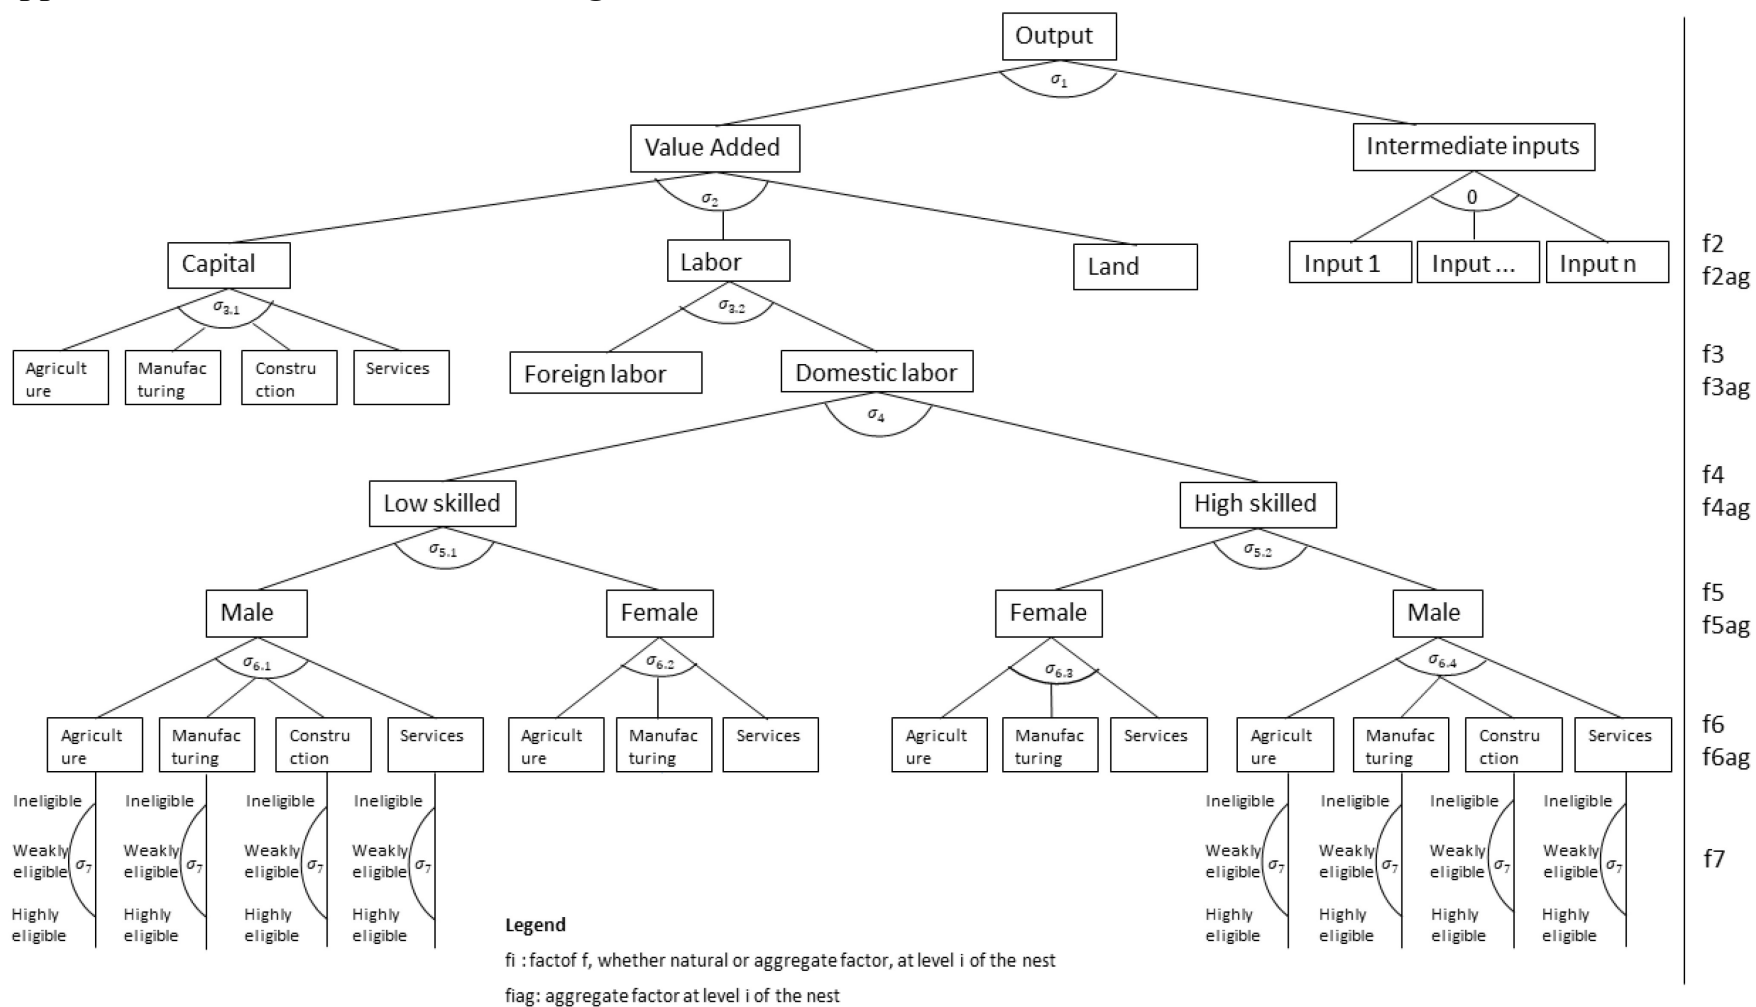 Output
σ1
Value Added
Intermediate inputs
σ2
0
Capital
Labor
Land
Input 1
Input ...
Input n
f2
f2ag
σ3.1
σ3.2
Agricult
ure
Manufac
turing
Constru
ction
Services
Foreign labor
Domestic labor
f3
f3ag
σ4
Low skilled
High skilled
f4
f4ag
σ5.1
σ5.2
Male
Female
Female
Male
f5
f5ag
σ6.1
σ6.2
σ6.3
σ6.4
Agricult
ure
Manufac
turing
Constru
ction
Services
Agricult
ure
Manufac
turing
Services
Agricult
ure
Manufac
turing
Services
Agricult
ure
Manufac
turing
Constru
ction
Services
f6
f6ag
Ineligible
Weakly
eligible
σ7
Highly
eligible
Ineligible
Weakly
eligible
σ7
Highly
eligible
Ineligible
Weakly
eligible
σ7
Highly
eligible
Ineligible
Weakly
eligible
σ7
Highly
eligible
Ineligible
Weakly
eligible
σ7
Highly
eligible
Ineligible
Weakly
eligible
σ7
Highly
eligible
Ineligible
Weakly
eligible
σ7
Highly
eligible
Ineligible
Weakly
eligible
σ7
Highly
eligible
f7
Legend
fi : factof f, whether natural or aggregate factor, at level i of the nest
fiag: aggregate factor at level i of the nest